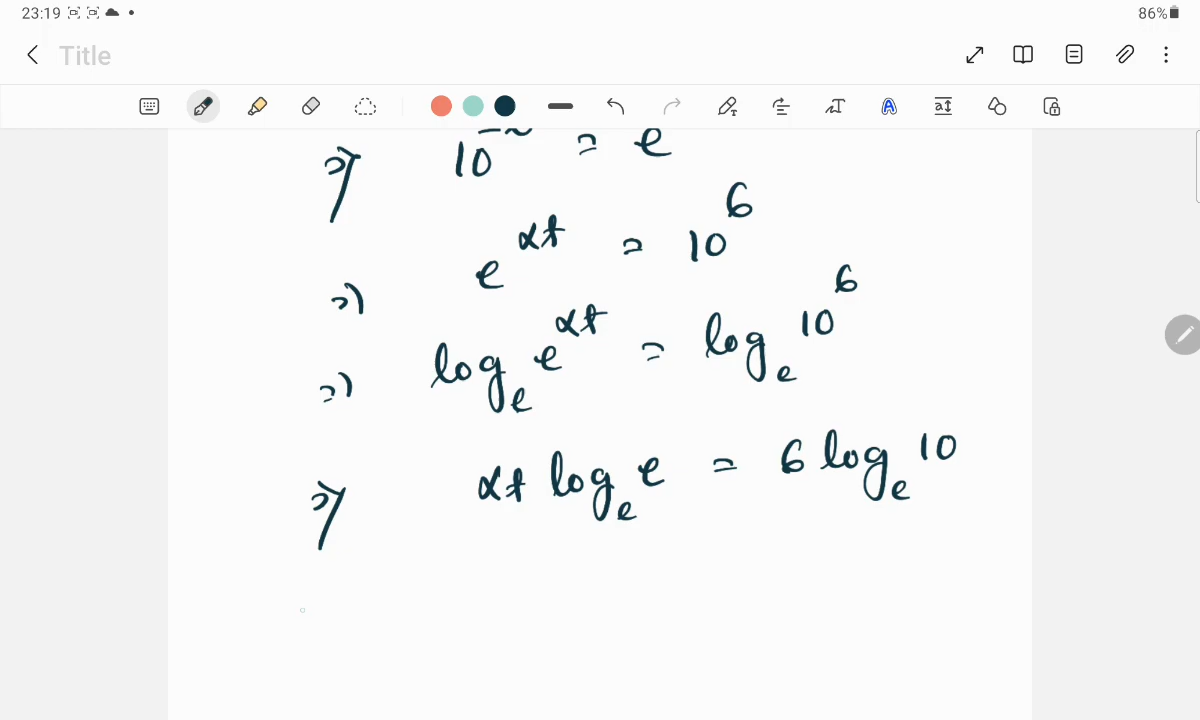 23:19 86%
Title
10 = e
⇒ e^αt = 10^6
⇒ log_e e^αt = log_e 10^6
⇒ αt log_e e = 6 log_e 10